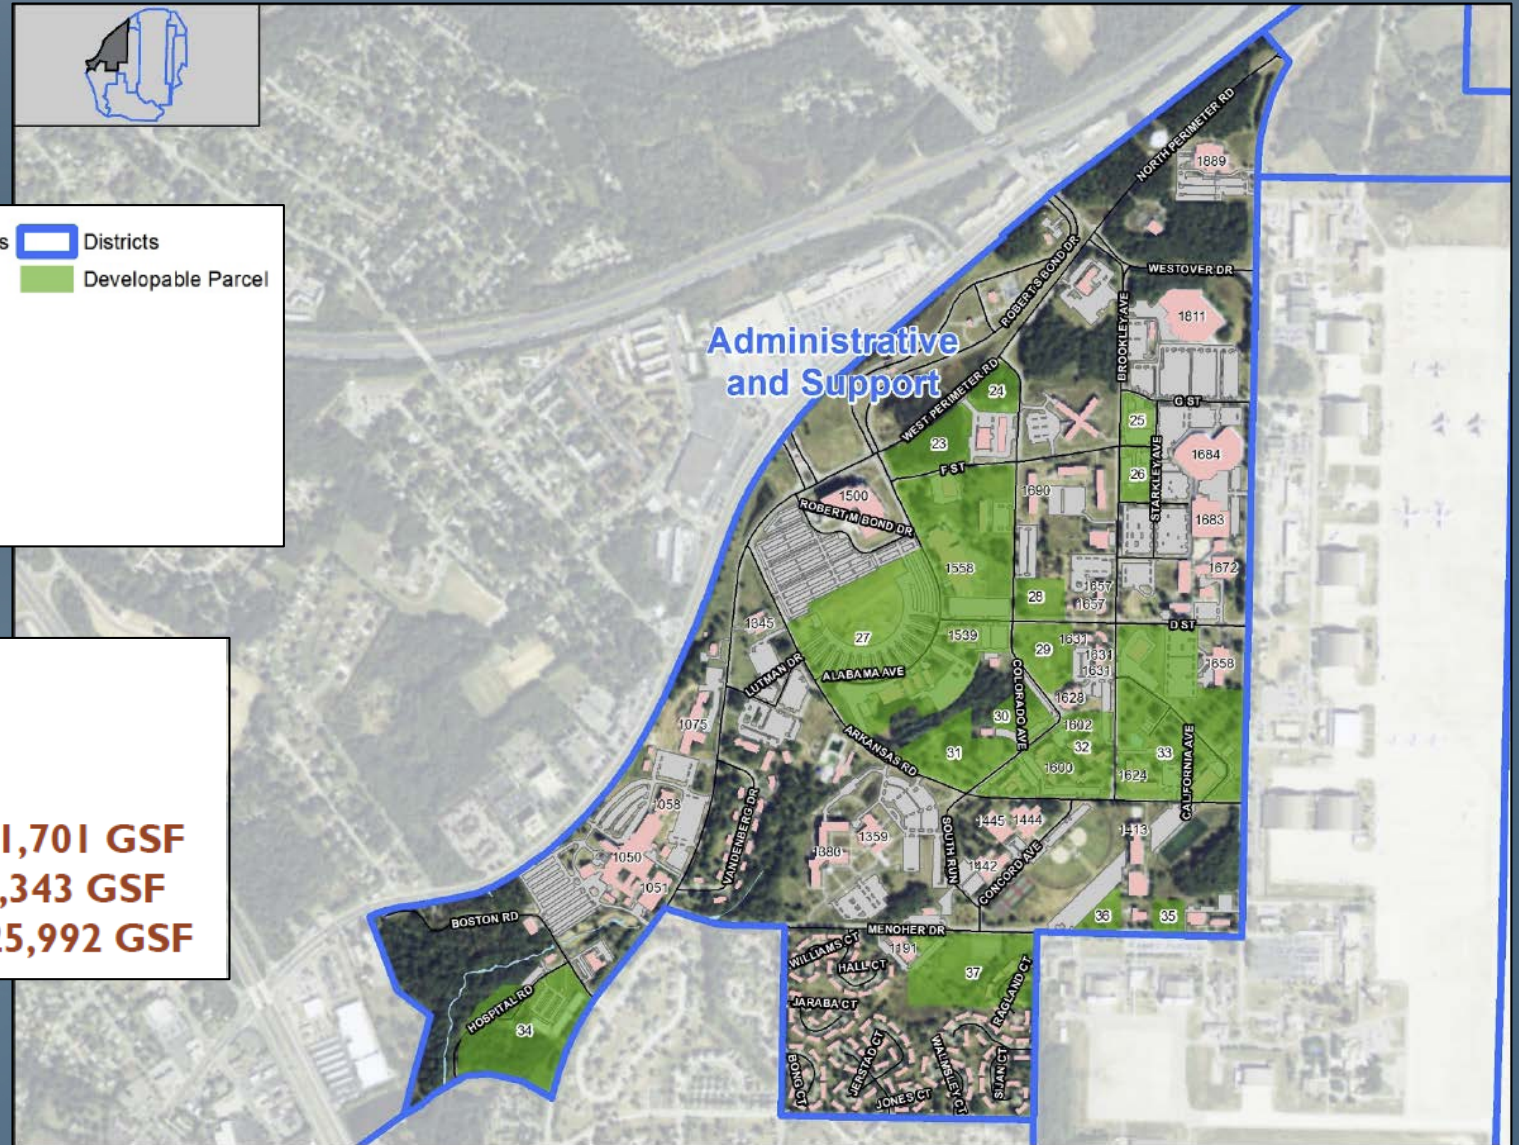 s Districts
Developable Parcel
1,701 GSF
,343 GSF
25,992 GSF
Administrative
and Support
NORTH PERIMETER RD
1889
WESTOVER DR
ROBERT S BOND DR
BROOKLEY AVE
1811
WEST PERIMETER RD
24
G ST
25
23
STARKLEY AVE
1684
F ST
26
1690
1500
ROBERT M BOND DR
1683
1558
1672
1657
28
1657
1845
27
1539
D ST
1631
29
1631
1631
1658
LUTMAN DR
ALABAMA AVE
COLORADO AVE
1628
1075
30
1602
ARKANSAS RD
31
32
33
CALIFORNIA AVE
1600
1624
1058
VANDENBERG DR
SOUTH RUN
1445
1444
1413
1359
1380
1050
1442
CONCORD AVE
1051
BOSTON RD
36
35
MENOHER DR
WILLIAMS CT
1191
HALL CT
37
RAGLAND CT
JARABA CT
HOSPITAL RD
34
BONG CT
JERSTAD CT
WALMSLEY CT
SIJAN CT
JONES CT